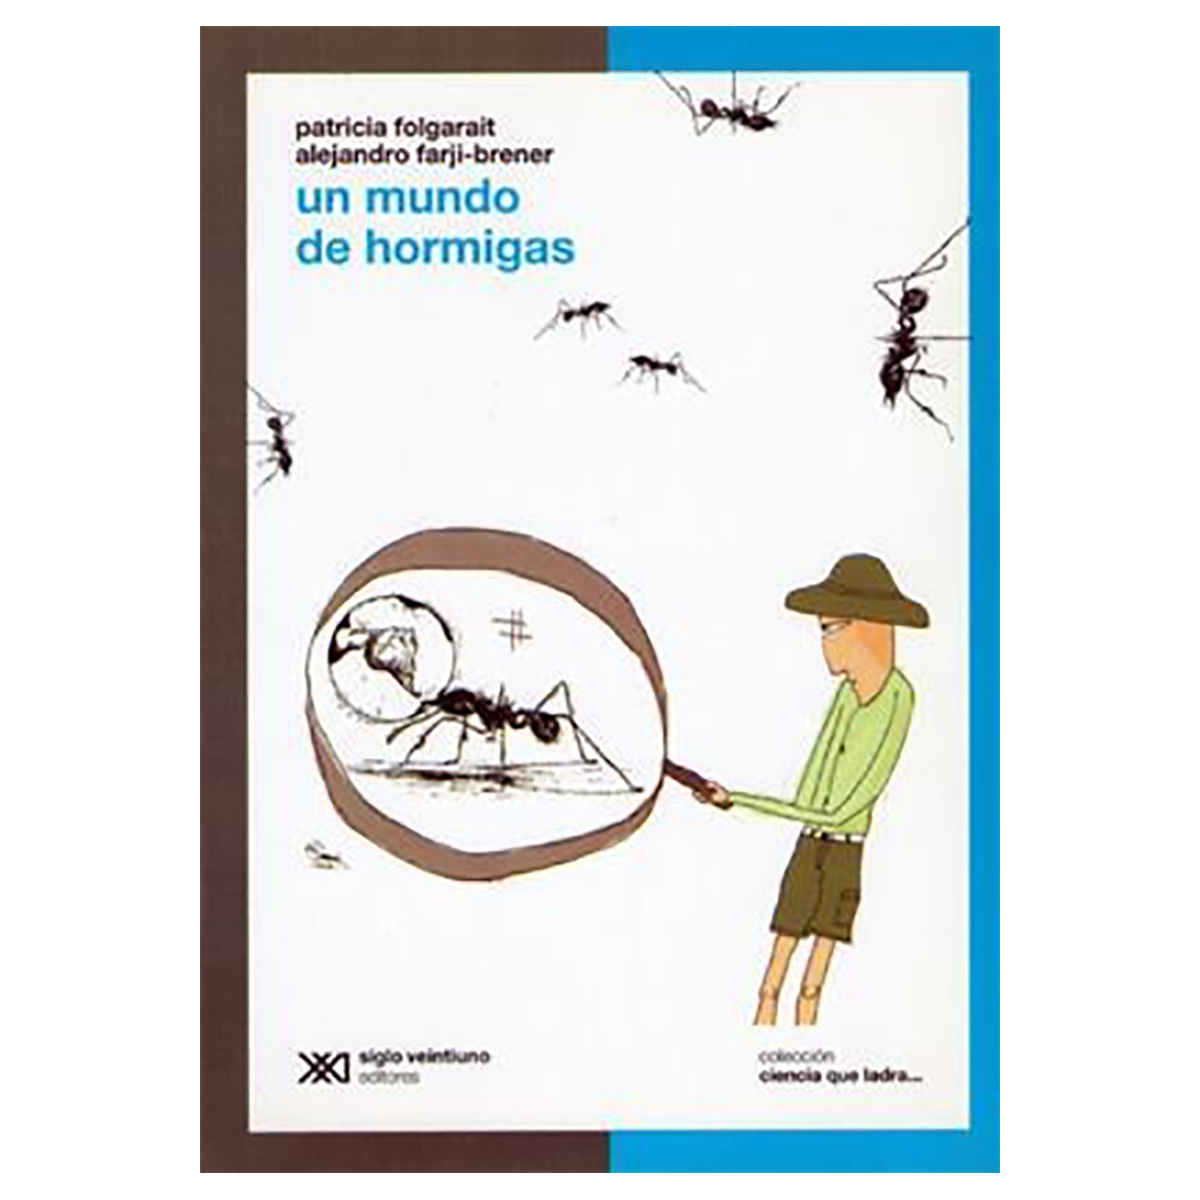 patricia folgarait
alejandro farji-brener
un mundo
de hormigas
siglo veintiuno
editores
colección
ciencia que ladra...